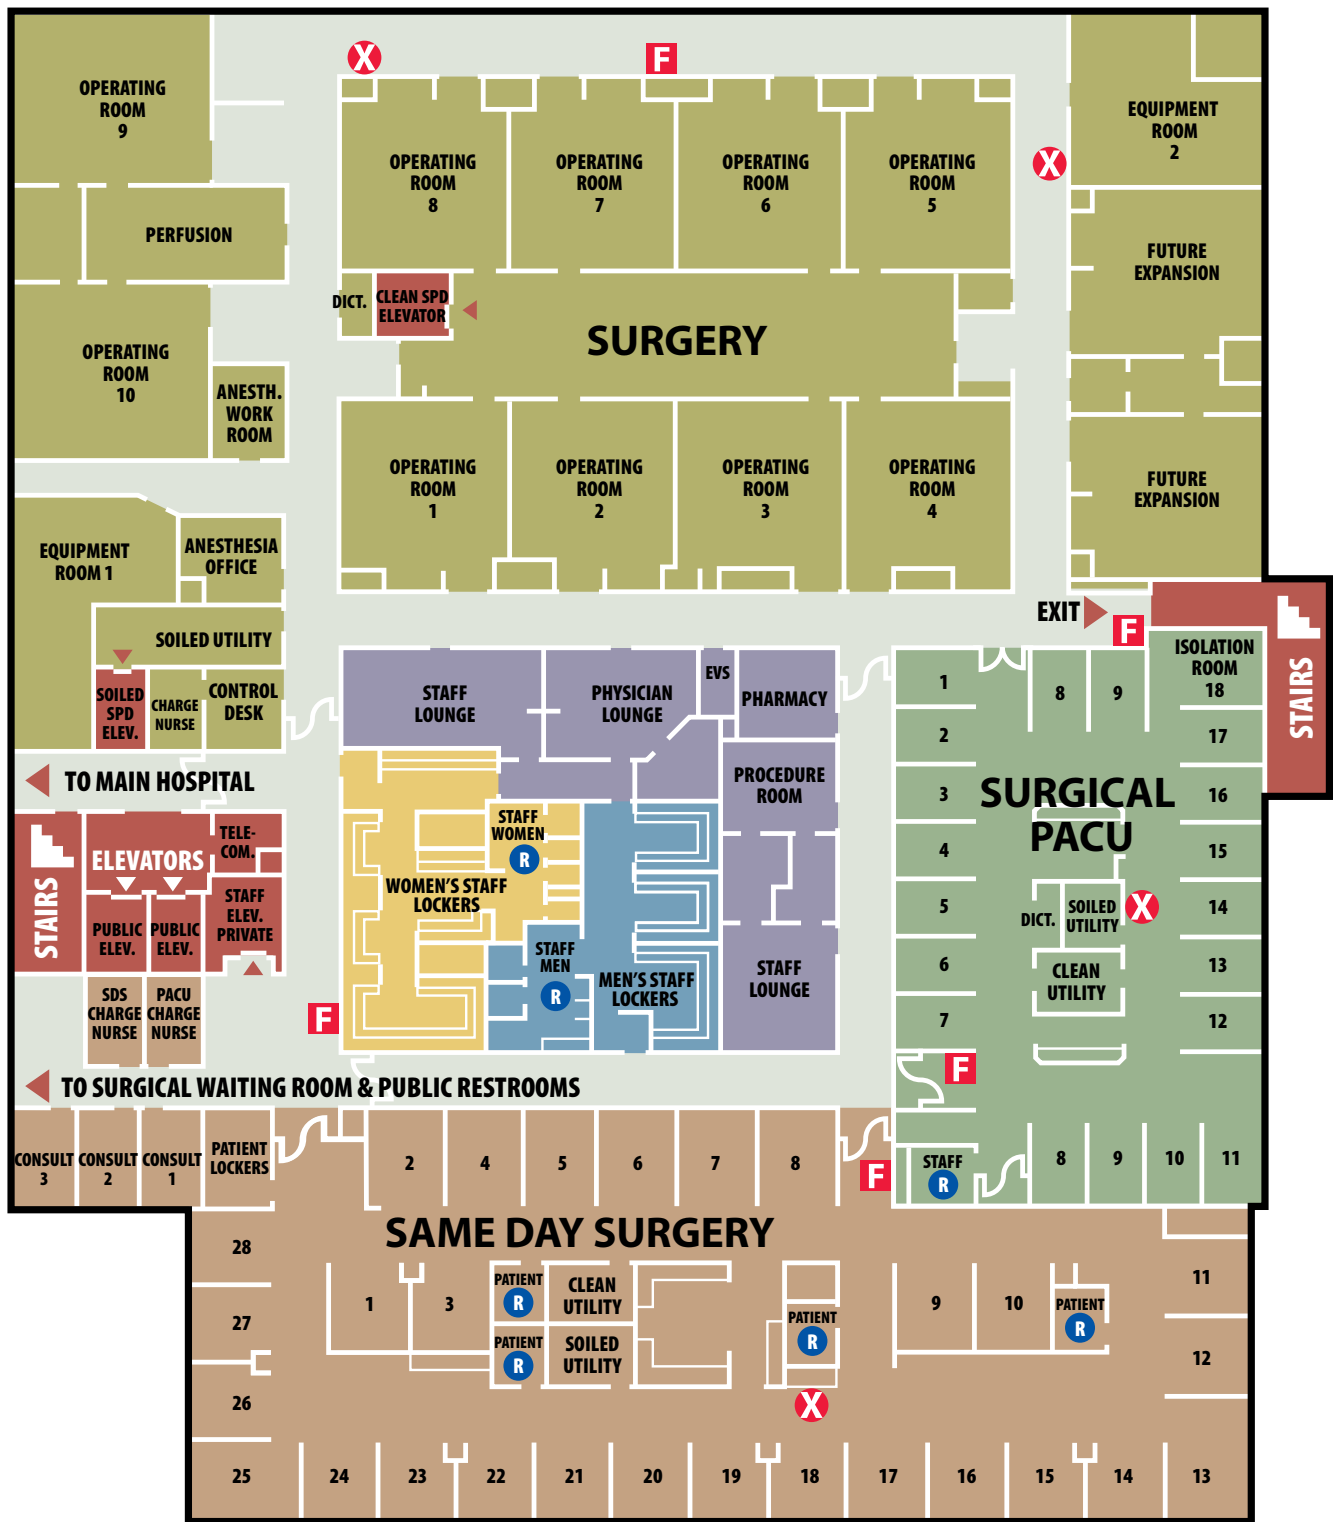 OPERATING
ROOM
9
X
F
EQUIPMENT
ROOM
2
X
OPERATING
ROOM
8
OPERATING
ROOM
7
OPERATING
ROOM
6
OPERATING
ROOM
5
PERFUSION
FUTURE
EXPANSION
DICT.
CLEAN SPD
ELEVATOR
SURGERY
OPERATING
ROOM
10
ANESTH.
WORK
ROOM
OPERATING
ROOM
1
OPERATING
ROOM
2
OPERATING
ROOM
3
OPERATING
ROOM
4
FUTURE
EXPANSION
EQUIPMENT
ROOM 1
ANESTHESIA
OFFICE
SOILED UTILITY
EXIT
F
STAIRS
SOILED
SPD
ELEV.
CHARGE
NURSE
CONTROL
DESK
STAFF
LOUNGE
PHYSICIAN
LOUNGE
EVS
PHARMACY
PROCEDURE
ROOM
TO MAIN HOSPITAL
STAIRS
ELEVATORS
TELE-
COM.
PUBLIC
ELEV.
PUBLIC
ELEV.
STAFF
ELEV.
PRIVATE
SDS
CHARGE
NURSE
PACU
CHARGE
NURSE
STAFF
WOMEN
R
WOMEN'S STAFF
LOCKERS
STAFF
MEN
R
MEN'S STAFF
LOCKERS
STAFF
LOUNGE
F
1
2
3
4
5
6
7
8
9
ISOLATION
ROOM
18
17
16
15
14
13
12
SURGICAL
PACU
DICT.
SOILED
UTILITY
X
CLEAN
UTILITY
F
STAFF
R
8
9
10
11
TO SURGICAL WAITING ROOM & PUBLIC RESTROOMS
CONSULT
3
CONSULT
2
CONSULT
1
PATIENT
LOCKERS
2
4
5
6
7
8
F
SAME DAY SURGERY
28
27
26
25
1
3
PATIENT
R
PATIENT
R
CLEAN
UTILITY
SOILED
UTILITY
PATIENT
R
X
9
10
PATIENT
R
11
12
24
23
22
21
20
19
18
17
16
15
14
13